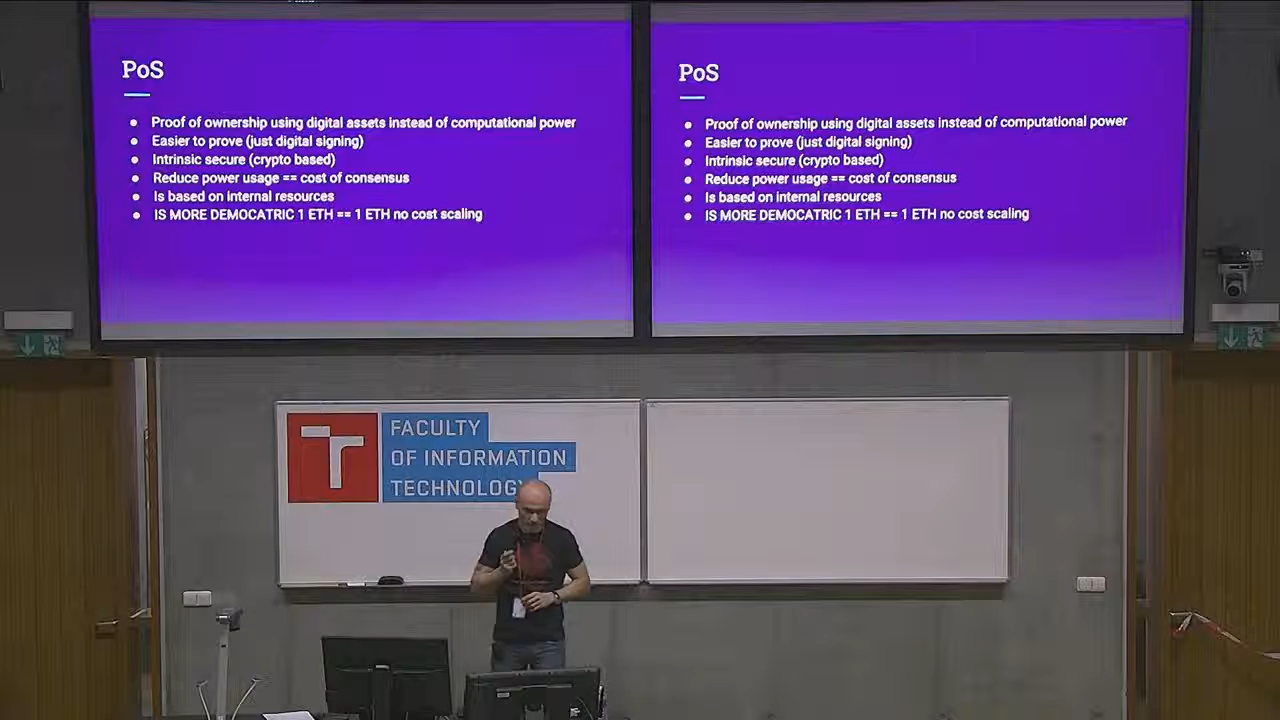 PoS
● Proof of ownership using digital assets instead of computational power
● Easier to prove (just digital signing)
● Intrinsic secure (crypto based)
● Reduce power usage == cost of consensus
● Is based on internal resources
● IS MORE DEMOCATRIC 1 ETH == 1 ETH no cost scaling
PoS
● Proof of ownership using digital assets instead of computational power
● Easier to prove (just digital signing)
● Intrinsic secure (crypto based)
● Reduce power usage == cost of consensus
● Is based on internal resources
● IS MORE DEMOCATRIC 1 ETH == 1 ETH no cost scaling
T
FACULTY
OF INFORMATION
TECHNOLOGY